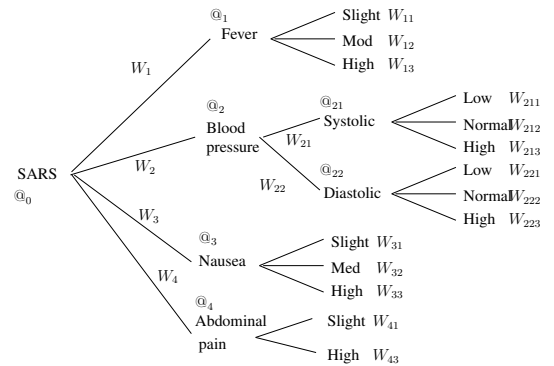 @₁
Fever
Slight W₁₁
Mod W₁₂
High W₁₃
W₁
@₂
Blood
pressure
W₂
@₂₁
Systolic
W₂₁
Low W₂₁₁
Normal W₂₁₂
High W₂₁₃
@₂₂
Diastolic
W₂₂
Low W₂₂₁
Normal W₂₂₂
High W₂₂₃
SARS
@₀
W₃
@₃
Nausea
Slight W₃₁
Med W₃₂
High W₃₃
W₄
@₄
Abdominal
pain
Slight W₄₁
High W₄₃